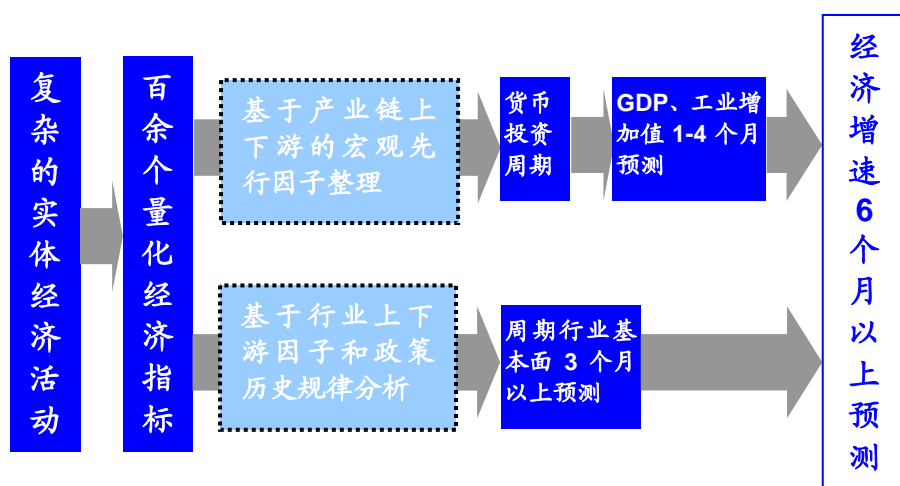 复杂的实体经济活动
百余个量化经济指标
基于产业链上
下游的宏观先
行因子整理
货币
投资
周期
GDP、工业增
加值 1-4 个月
预测
基于行业上下
游因子和政策
历史规律分析
周期行业基
本面 3 个月
以上预测
经济增速6个月以上预测